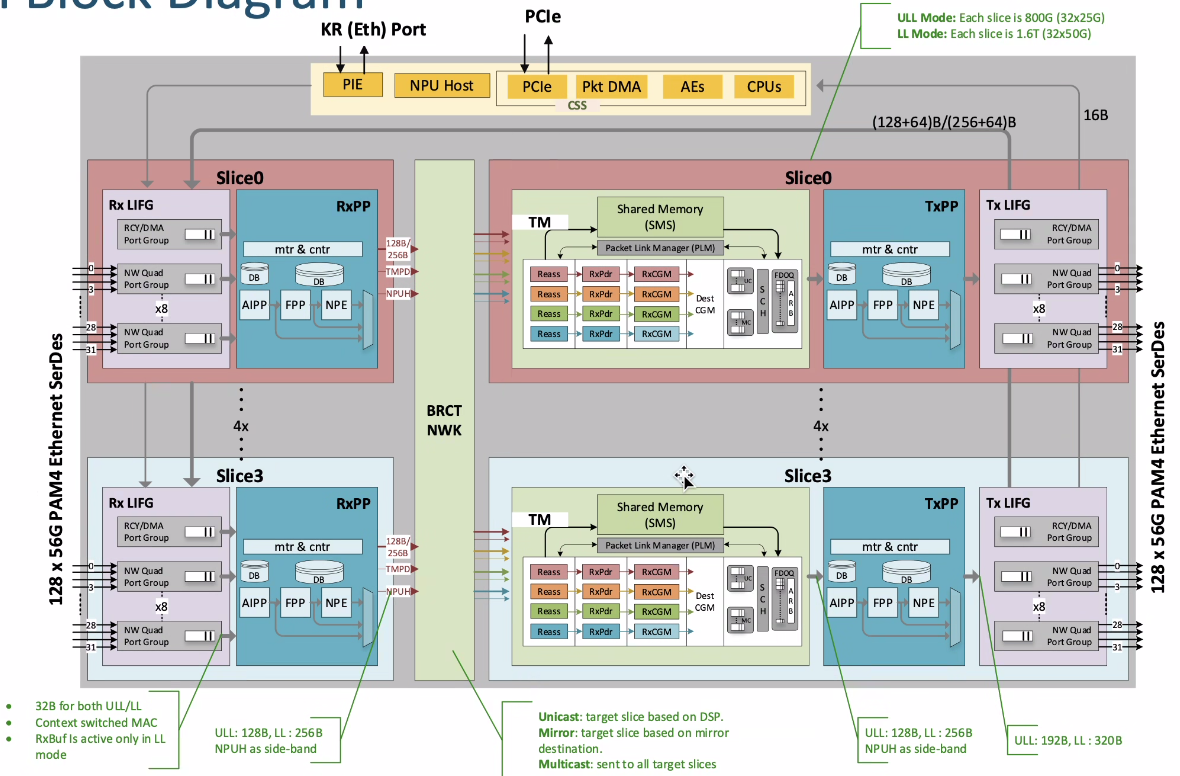 Block Diagram
KR (Eth) Port
PCIe
ULL Mode: Each slice is 800G (32x25G)
LL Mode: Each slice is 1.6T (32x50G)
PIE
NPU Host
PCIe
Pkt DMA
AEs
CPUs
CSS
(128+64)B/(256+64)B
16B
Slice0
Rx LIFG
RCY/DMA
Port Group
0
NW Quad
Port Group
3
x8
28
NW Quad
Port Group
31
RxPP
mtr & cntr
DB
DB
AIPP
FPP
NPE
128B/
256B
TMPD
NPUH
BRCT
NWK
Slice0
TM
Shared Memory
(SMS)
Packet Link Manager (PLM)
Reass
RxPdr
RxCGM
Reass
RxPdr
RxCGM
Reass
RxPdr
RxCGM
Reass
RxPdr
RxCGM
Dest
CGM
UC
MC
SCH
FDOQ
ARB
TxPP
mtr & cntr
DB
DB
AIPP
FPP
NPE
Tx LIFG
RCY/DMA
Port Group
NW Quad
Port Group
0
3
x8
NW Quad
Port Group
28
31
128 x 56G PAM4 Ethernet SerDes
4x
4x
128 x 56G PAM4 Ethernet SerDes
Slice3
Rx LIFG
RCY/DMA
Port Group
0
NW Quad
Port Group
3
x8
28
NW Quad
Port Group
31
RxPP
mtr & cntr
DB
DB
AIPP
FPP
NPE
128B/
256B
TMPD
NPUH
Slice3
TM
Shared Memory
(SMS)
Packet Link Manager (PLM)
Reass
RxPdr
RxCGM
Reass
RxPdr
RxCGM
Reass
RxPdr
RxCGM
Reass
RxPdr
RxCGM
Dest
CGM
UC
MC
SCH
FDOQ
ARB
TxPP
mtr & cntr
DB
DB
AIPP
FPP
NPE
Tx LIFG
RCY/DMA
Port Group
NW Quad
Port Group
0
3
x8
NW Quad
Port Group
28
31
• 32B for both ULL/LL
• Context switched MAC
• RxBuf Is active only in LL
mode
ULL: 128B, LL : 256B
NPUH as side-band
Unicast: target slice based on DSP.
Mirror: target slice based on mirror
destination.
Multicast: sent to all target slices
ULL: 128B, LL : 256B
NPUH as side-band
ULL: 192B, LL : 320B